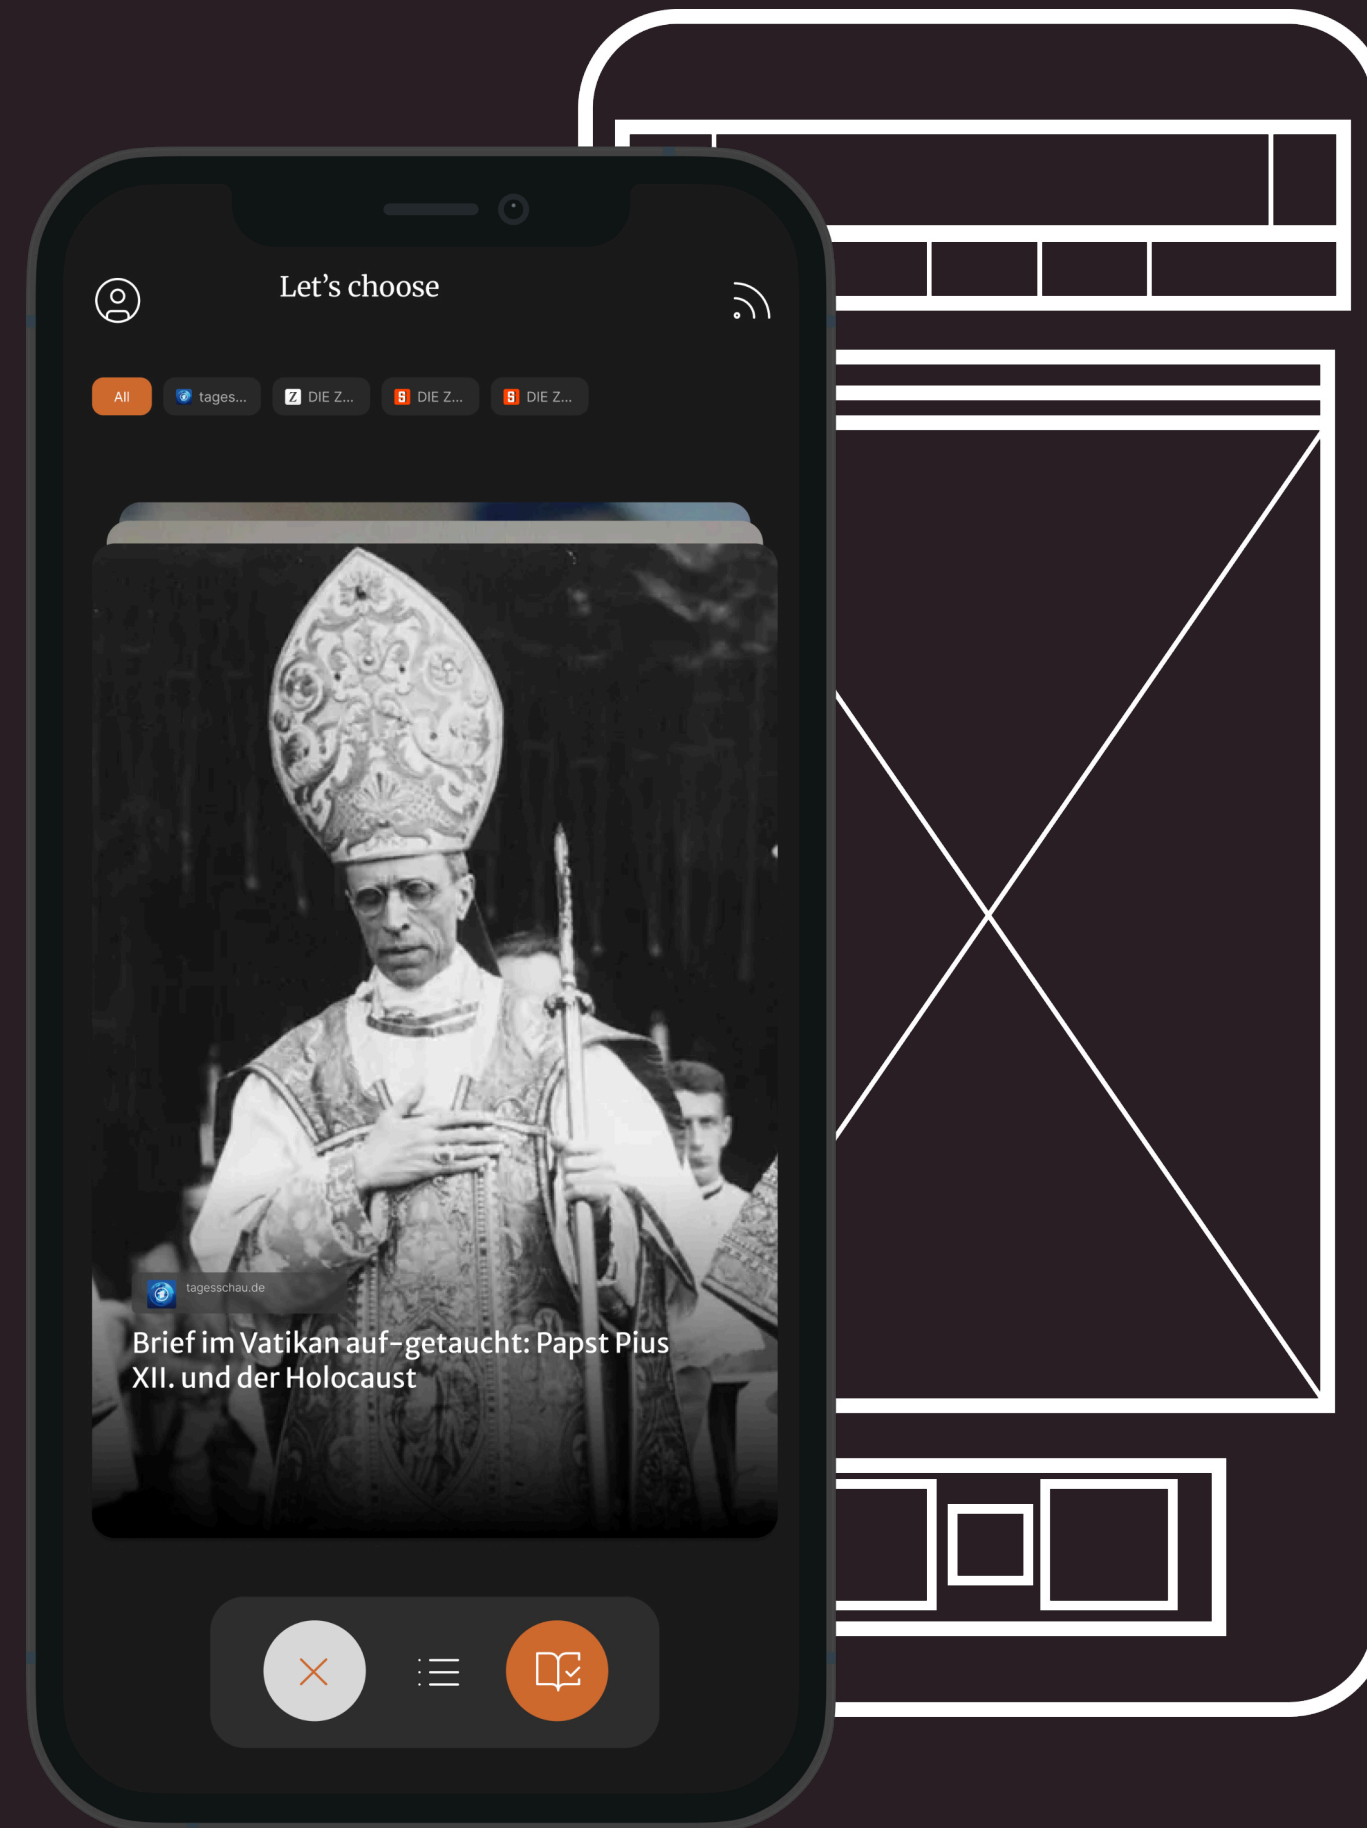 Let’s choose
All
tages...
DIE Z...
DIE Z...
DIE Z...
tagesschau.de
Brief im Vatikan auf-getaucht: Papst Pius
XII. und der Holocaust